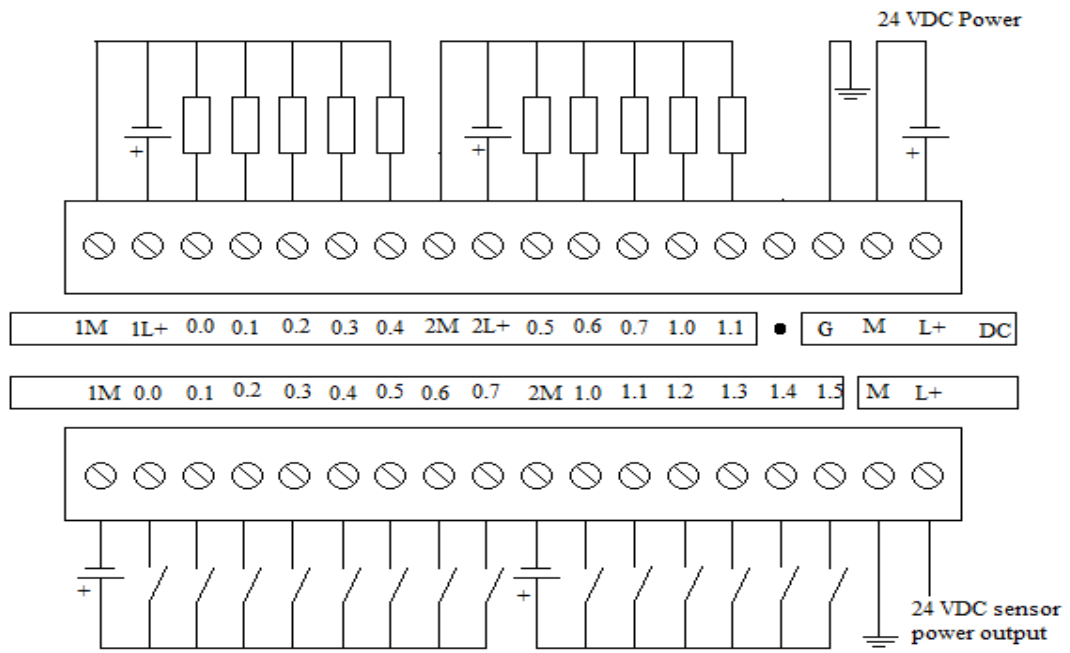 24 VDC Power
+ + +
1M 1L+ 0.0 0.1 0.2 0.3 0.4 2M 2L+ 0.5 0.6 0.7 1.0 1.1 G M L+ DC
1M 0.0 0.1 0.2 0.3 0.4 0.5 0.6 0.7 2M 1.0 1.1 1.2 1.3 1.4 1.5 M L+
+ +
24 VDC sensor
power output